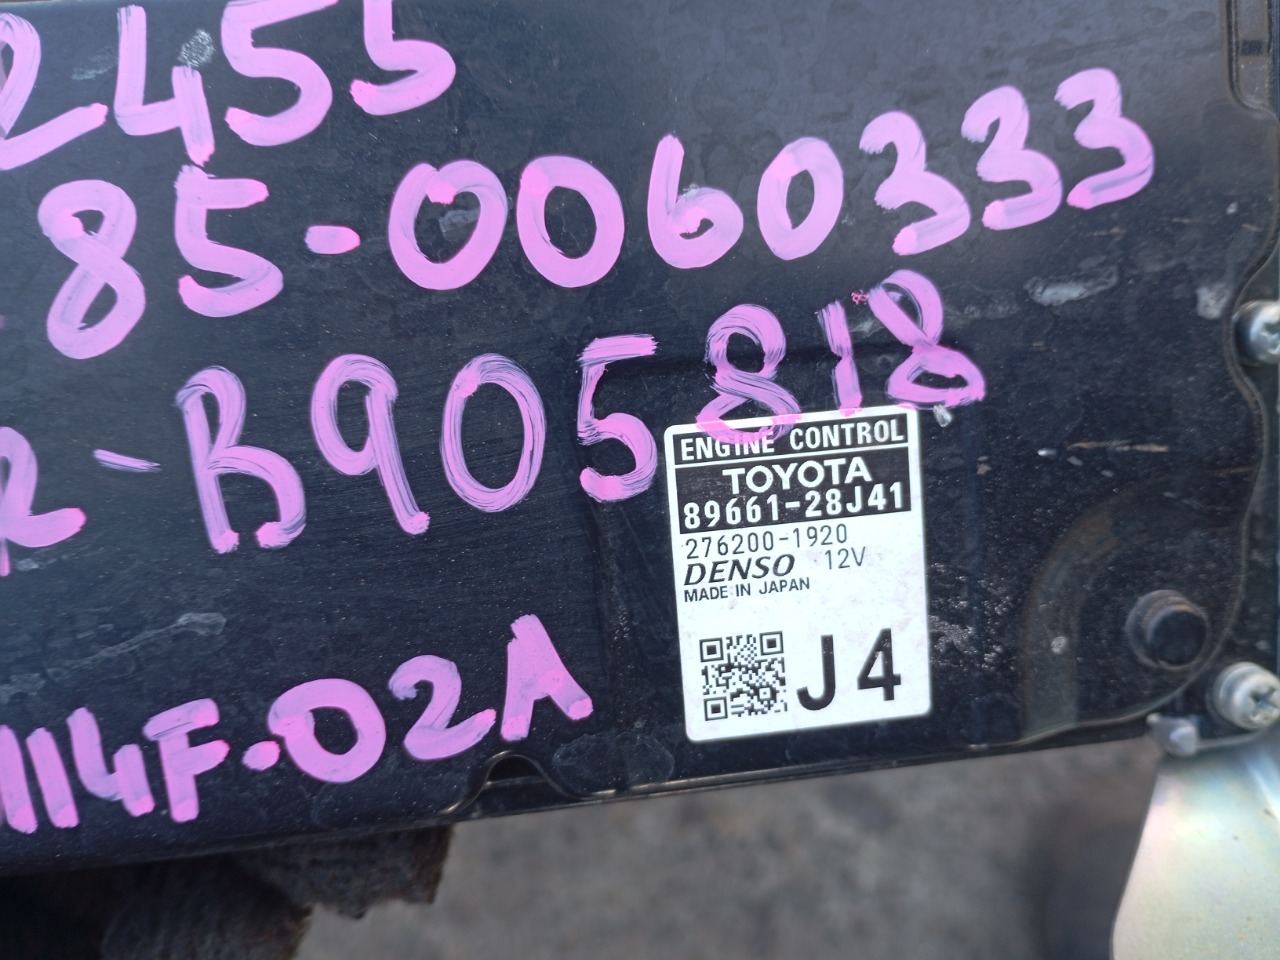 2455
85-0060333
R-B905818
ENGINE CONTROL
TOYOTA
89661-28J41
276200-1920
DENSO 12V
MADE IN JAPAN
J4
114F-02A